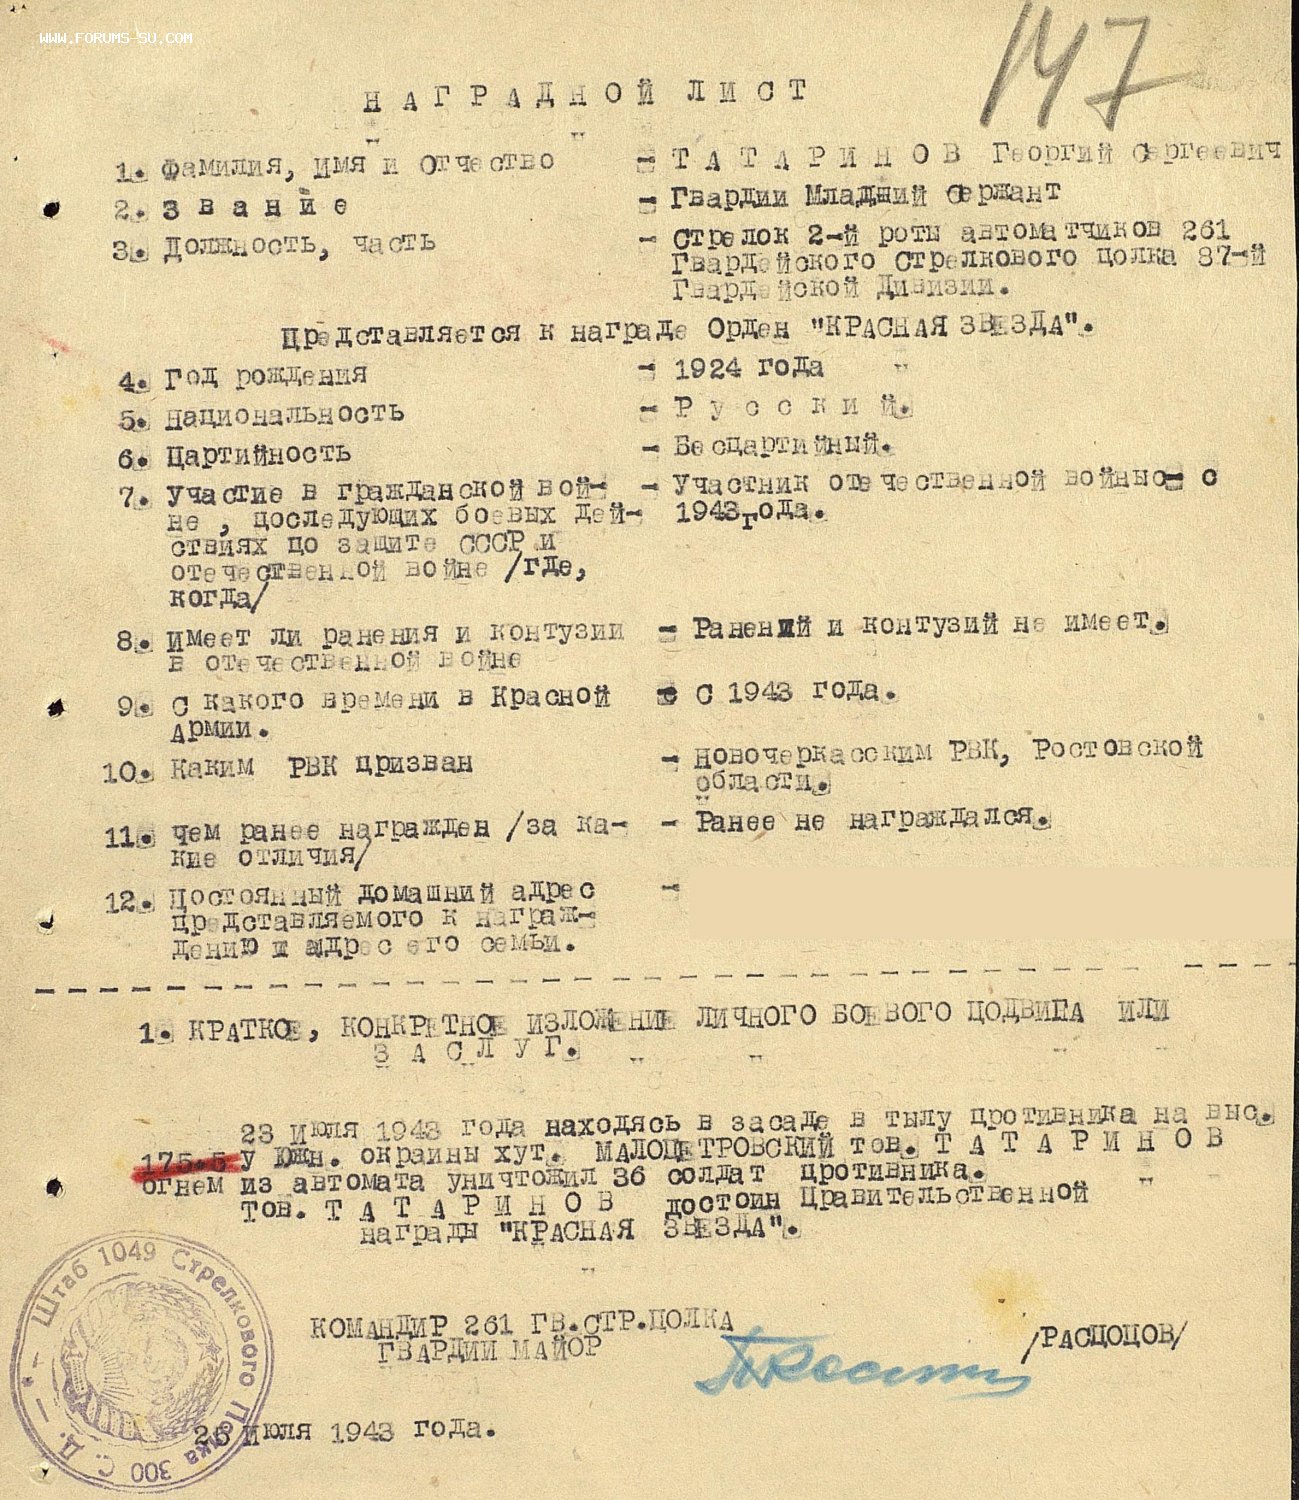 WWW.FORUMS-SU.COM
147
НАГРАДНОЙ ЛИСТ
1. Фамилия, Имя и Отчество - ТАТАРИНОВ Георгий Сергеевич
2. Звание - Гвардии Младший Сержант
3. Должность, часть - Стрелок 2-й роты автоматчиков 261
Гвардейского Стрелкового полка 87-й
Гвардейской Дивизии.
Представляется к награде Орден "КРАСНАЯ ЗВЕЗДА".
4. Год рождения - 1924 года
5. Национальность - Русский.
6. Партийность - Беспартийный.
7. Участие в гражданской вой- - Участник отечественной войны с
не , последующих боевых дей- 1943 года.
ствиях по защите СССР и
отечественной войне /где,
когда/
8. Имеет ли ранения и контузии - Ранений и контузий не имеет.
в отечественной войне
9. С какого времени в Красной - С 1943 года.
Армии.
10. Каким РВК призван - Новочеркасским РВК, Ростовской
области.
11. Чем ранее награжден /за ка- - Ранее не награждался.
кие отличия/
12. Постоянный домашний адрес -
представляемого к награж-
дению и адрес его семьи.
1. КРАТКОЕ, КОНКРЕТНОЕ ИЗЛОЖЕНИЕ ЛИЧНОГО БОЕВОГО ПОДВИГА ИЛИ
ЗАСЛУГ.
23 Июля 1943 года находясь в засаде в тылу противника на выс.
175.5 у Южн. окраины хут. МАЛОПЕТРОВСКИЙ тов. ТАТАРИНОВ
огнем из автомата уничтожил 36 солдат противника.
Тов. ТАТАРИНОВ достоин Правительственной
награды "КРАСНАЯ ЗВЕЗДА".
КОМАНДИР 261 ГВ.СТР.ПОЛКА
ГВАРДИИ МАЙОР /РАСПОПОВ/
26 Июля 1943 года.
Штаб 1049 Стрелкового Полка 300 С. Д.